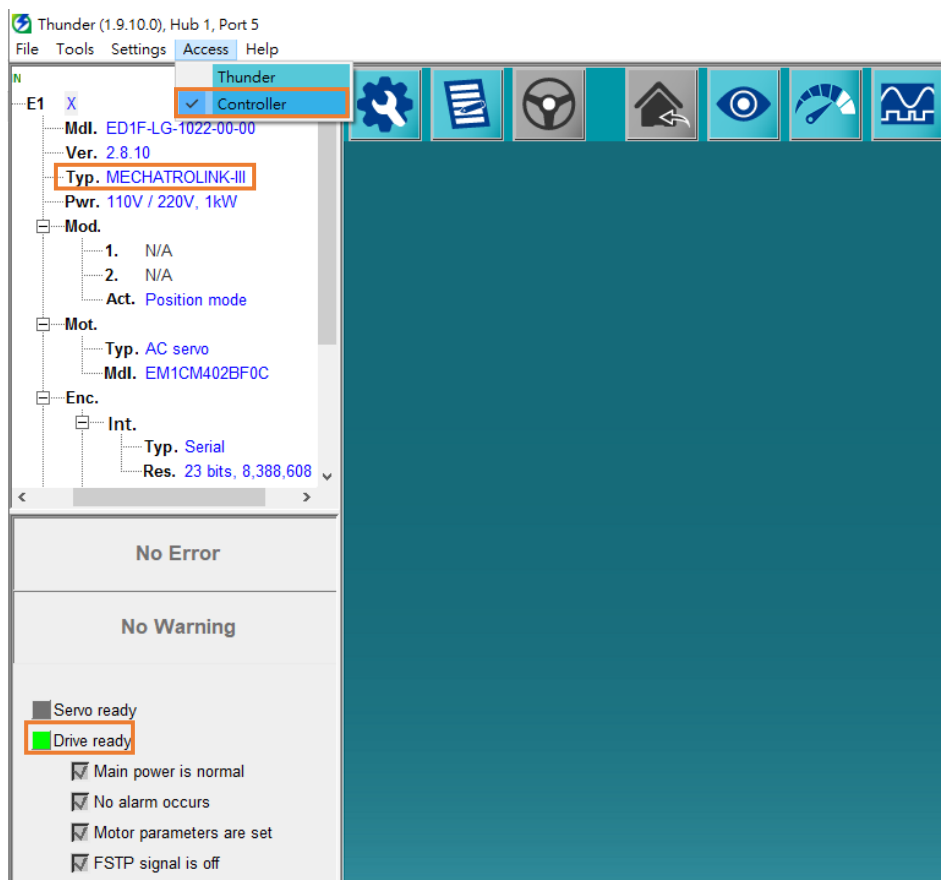 Thunder (1.9.10.0), Hub 1, Port 5
File Tools Settings Access Help
Thunder
Controller
IN
E1 X
Mdl. ED1F-LG-1022-00-00
Ver. 2.8.10
Typ. MECHATROLINK-III
Pwr. 110V / 220V, 1kW
Mod.
1. N/A
2. N/A
Act. Position mode
Mot.
Typ. AC servo
Mdl. EM1CM402BF0C
Enc.
Int.
Typ. Serial
Res. 23 bits, 8,388,608
No Error
No Warning
Servo ready
Drive ready
Main power is normal
No alarm occurs
Motor parameters are set
FSTP signal is off